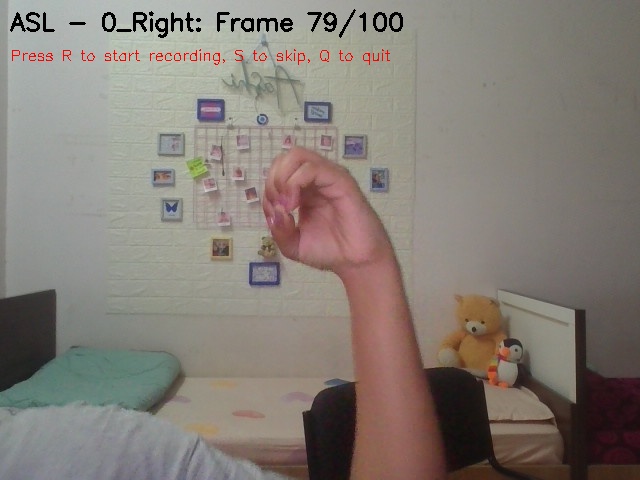 ASL - 0_Right: Frame 79/100
Press R to start recording, S to skip, Q to quit